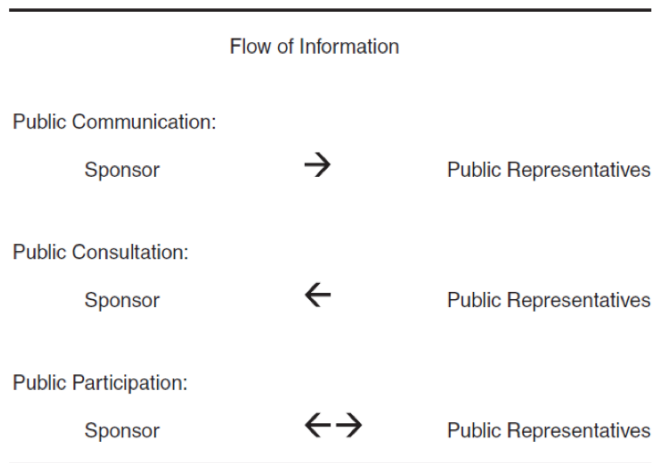 Flow of Information
Public Communication:
Sponsor → Public Representatives
Public Consultation:
Sponsor ← Public Representatives
Public Participation:
Sponsor ←→ Public Representatives